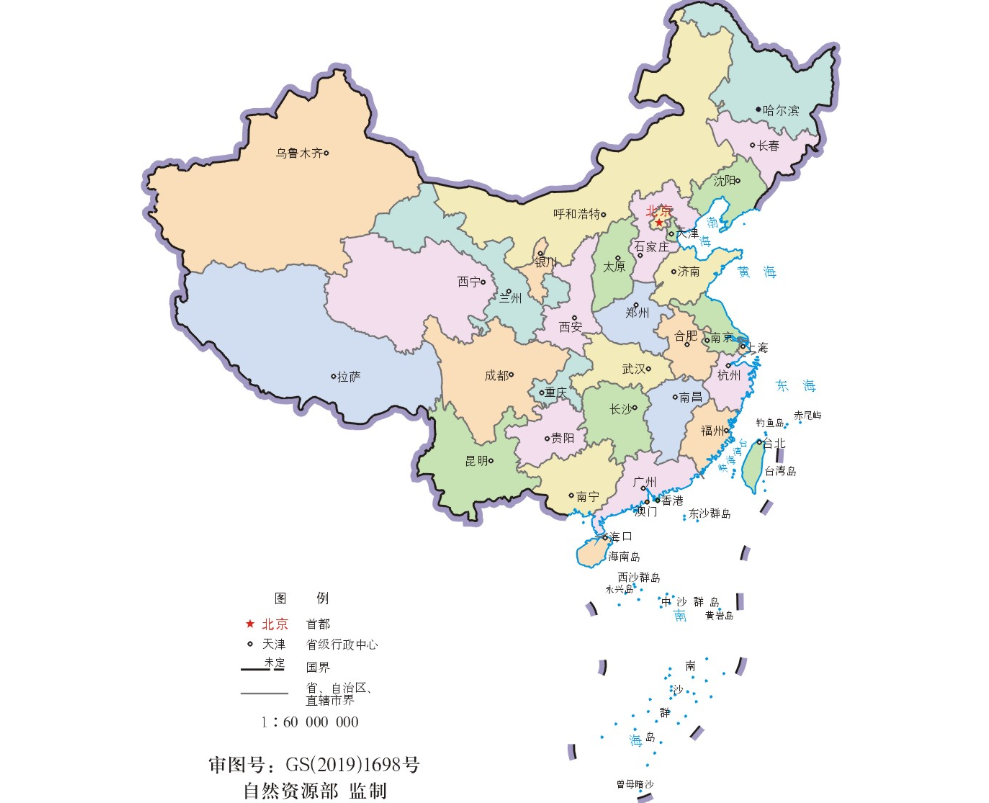 哈尔滨
长春
乌鲁木齐
沈阳
北京
呼和浩特
渤
海
天津
石家庄
银川
太原
济南
黄 海
西宁
兰州
郑州
西安
合肥
南京
上海
拉萨
成都
武汉
杭州
重庆
东 海
南昌
长沙
赤尾屿
钓鱼岛
福州
贵阳
台北
昆明
台湾岛
台湾海峡
广州
南宁
香港
澳门
东沙群岛
海口
海南岛
西沙群岛
永兴岛
中沙群岛
南
黄岩岛
南
沙
群
岛
海
曾母暗沙
图 例
北京 首都
天津 省级行政中心
未定 国界
省、自治区、
直辖市界
1∶60 000 000
审图号：GS(2019)1698号
自然资源部 监制